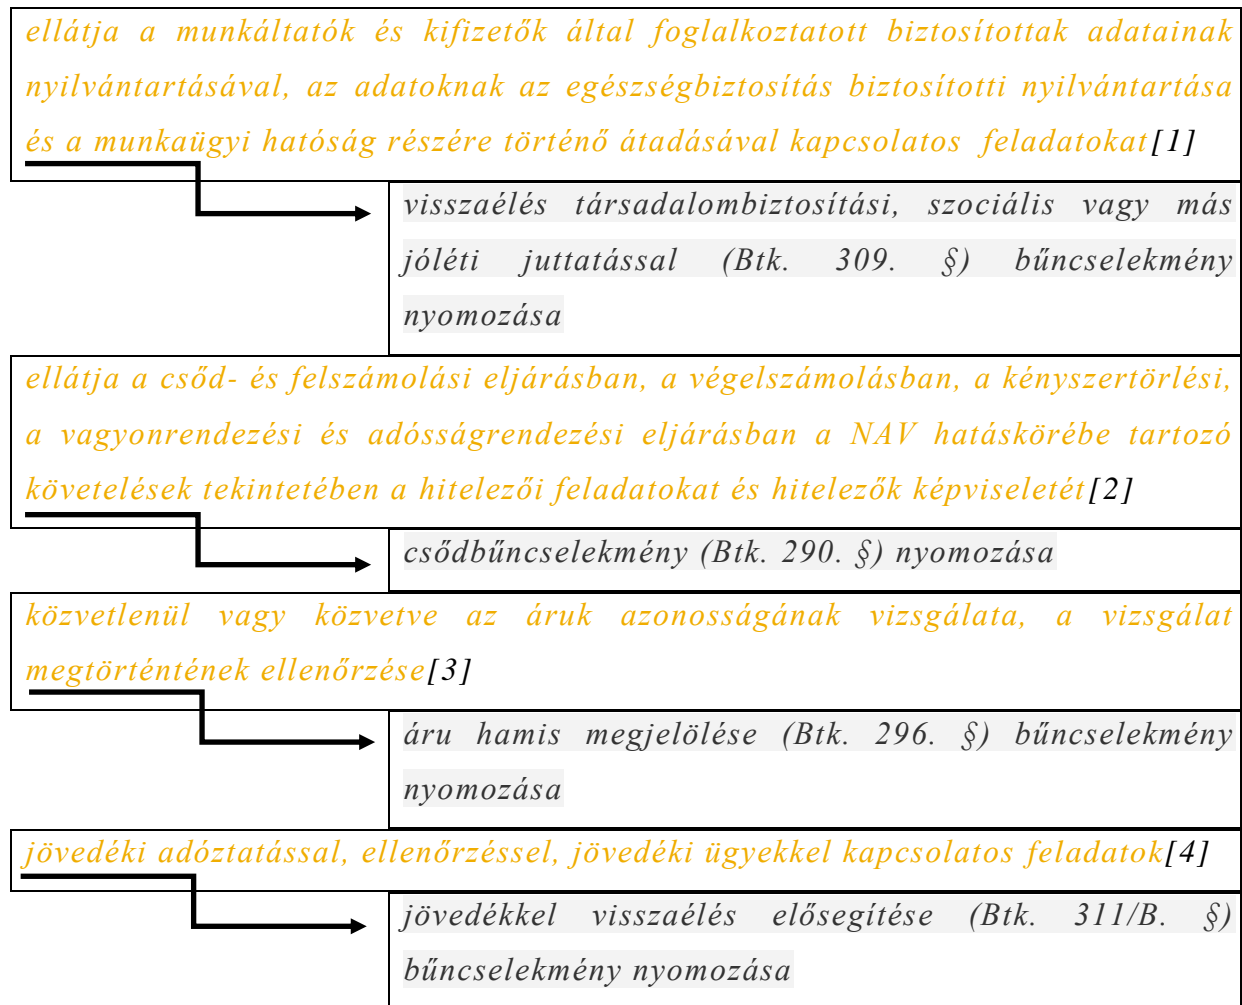 ellátja a munkáltatók és kifizetők által foglalkoztatott biztosítottak adatainak
nyilvántartásával, az adatoknak az egészségbiztosítás biztosítotti nyilvántartása
és a munkaügyi hatóság részére történő átadásával kapcsolatos feladatokat[1]
visszaélés társadalombiztosítási, szociális vagy más
jóléti juttatással (Btk. 309. §) bűncselekmény
nyomozása
ellátja a csőd- és felszámolási eljárásban, a végelszámolásban, a kényszertörlési,
a vagyonrendezési és adósságrendezési eljárásban a NAV hatáskörébe tartozó
követelések tekintetében a hitelezői feladatokat és hitelezők képviseletét[2]
csődbűncselekmény (Btk. 290. §) nyomozása
közvetlenül vagy közvetve az áruk azonosságának vizsgálata, a vizsgálat
megtörténtének ellenőrzése[3]
áru hamis megjelölése (Btk. 296. §) bűncselekmény
nyomozása
jövedéki adóztatással, ellenőrzéssel, jövedéki ügyekkel kapcsolatos feladatok[4]
jövedékkel visszaélés elősegítése (Btk. 311/B. §)
bűncselekmény nyomozása